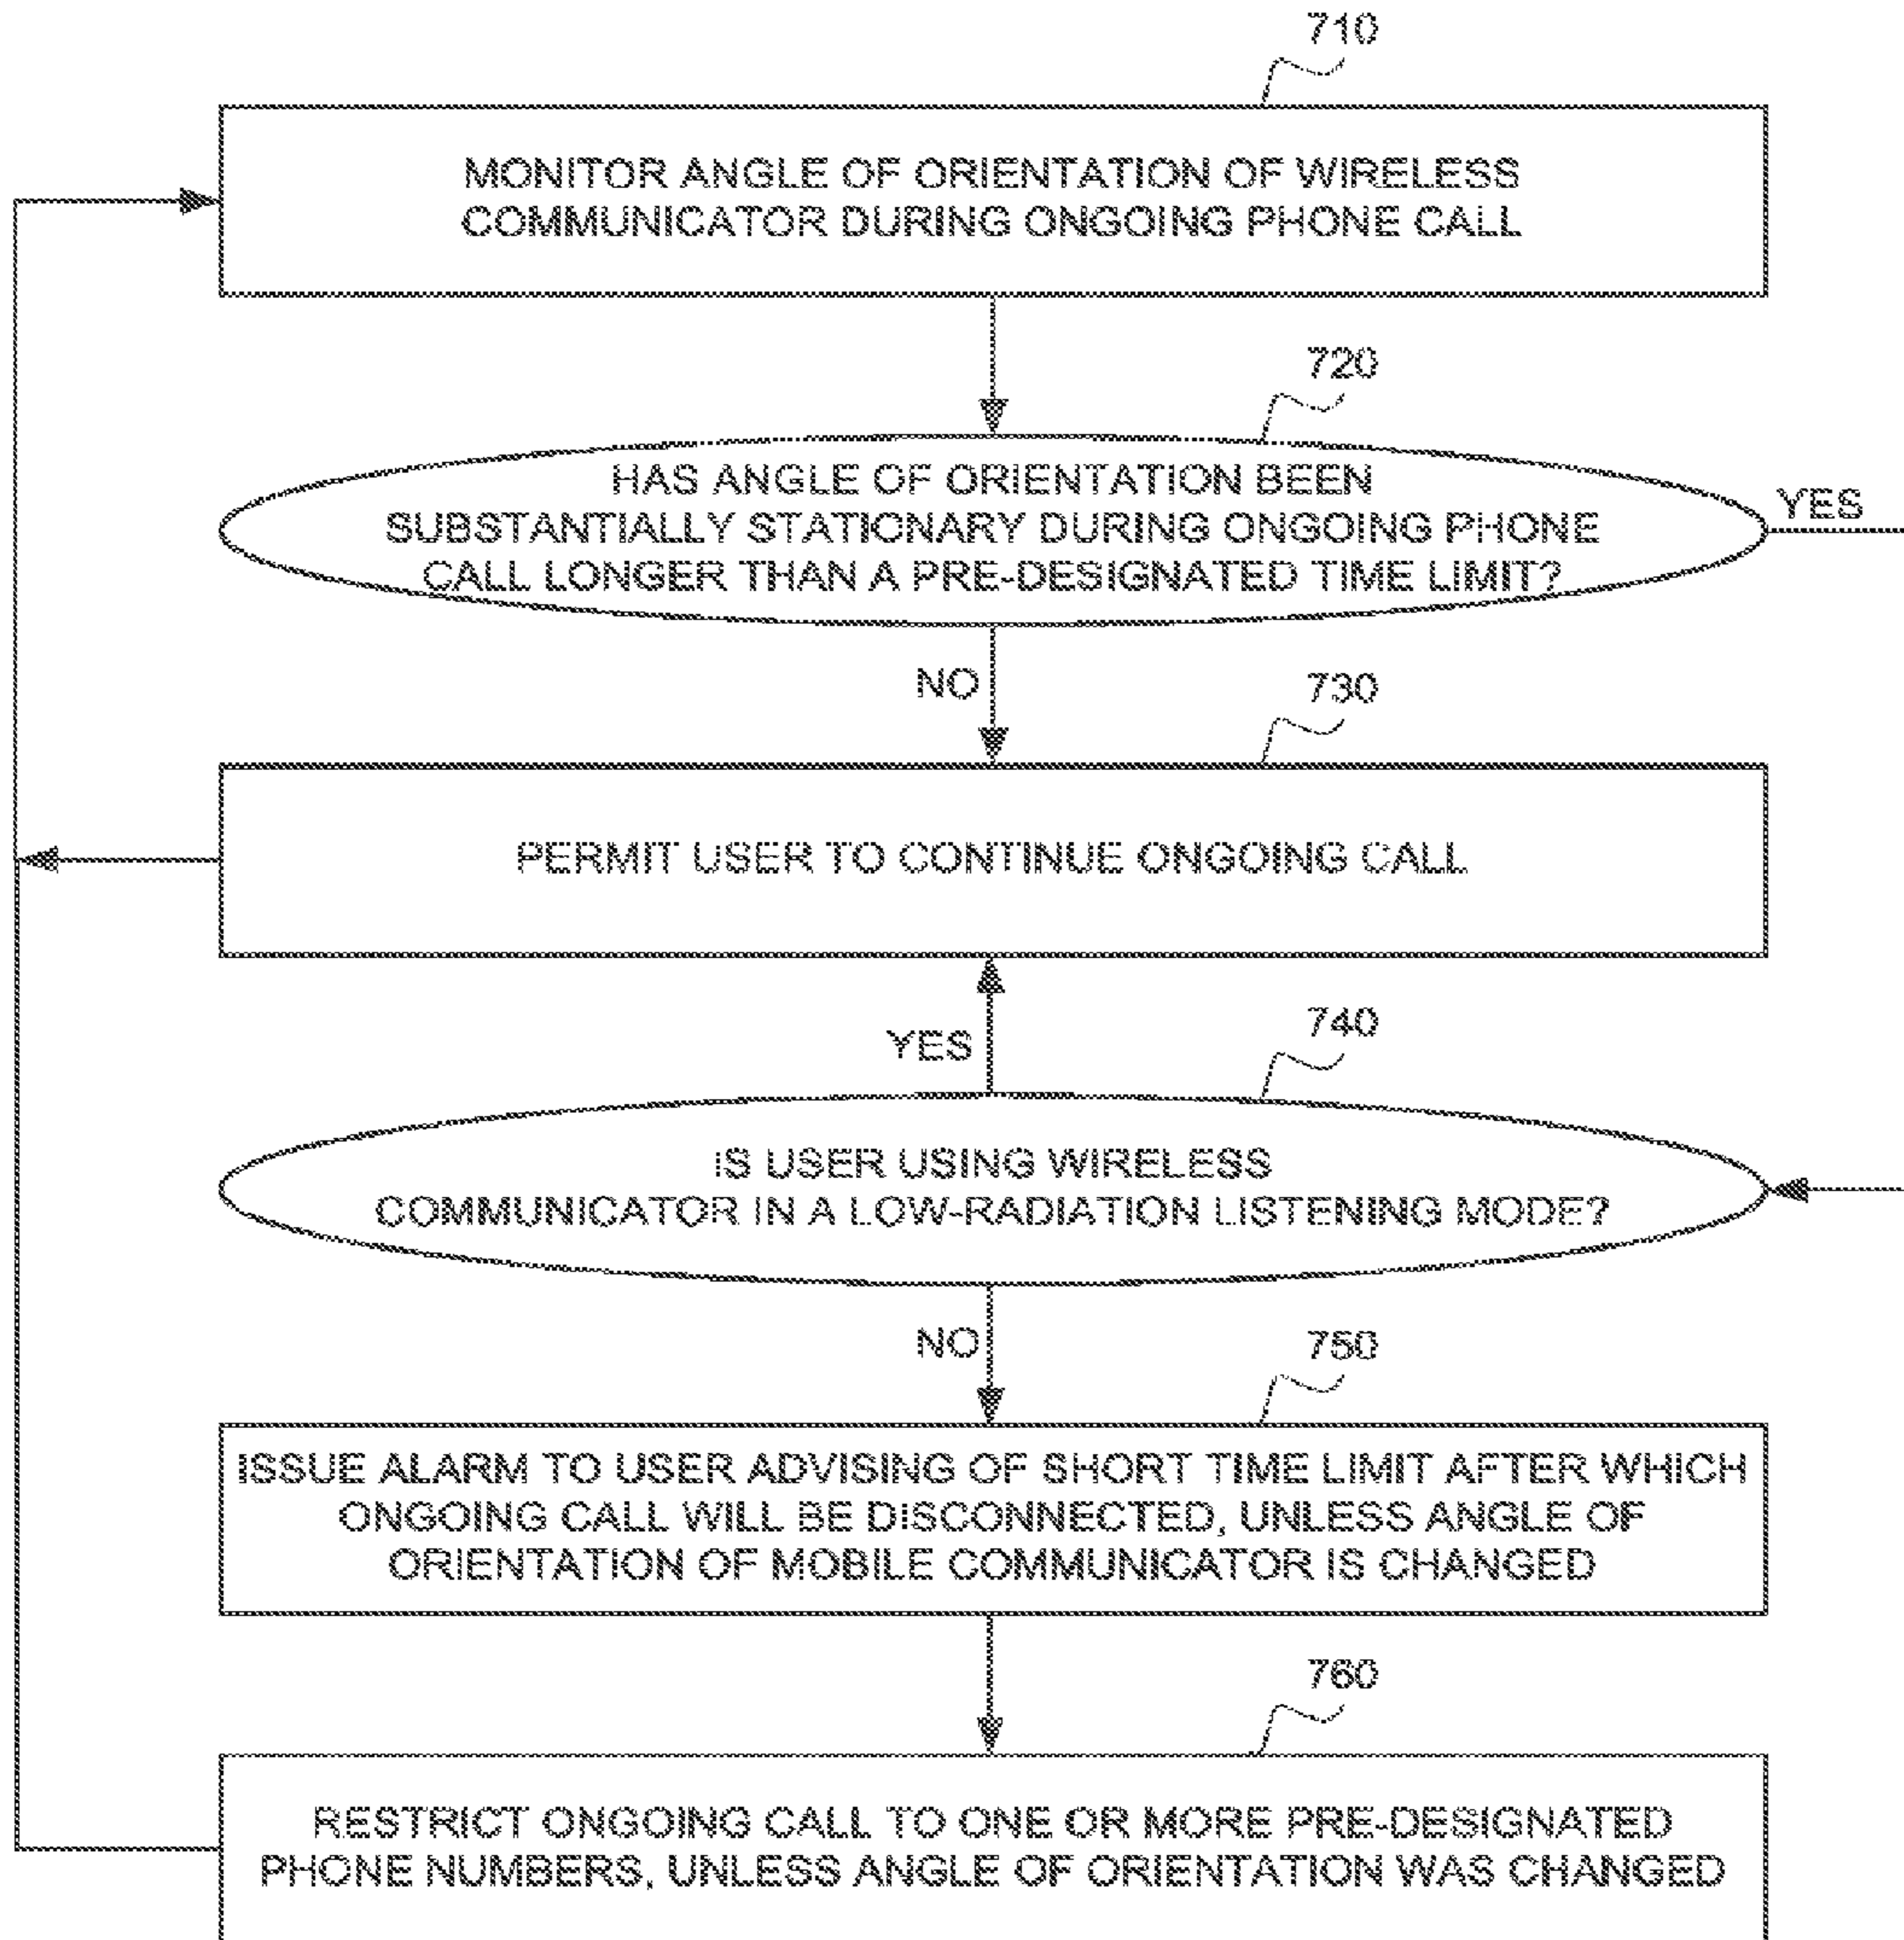 710
MONITOR ANGLE OF ORIENTATION OF WIRELESS
COMMUNICATOR DURING ONGOING PHONE CALL
720
HAS ANGLE OF ORIENTATION BEEN
SUBSTANTIALLY STATIONARY DURING ONGOING PHONE
CALL LONGER THAN A PRE-DESIGNATED TIME LIMIT?
YES
NO
730
PERMIT USER TO CONTINUE ONGOING CALL
YES
740
IS USER USING WIRELESS
COMMUNICATOR IN A LOW-RADIATION LISTENING MODE?
NO
750
ISSUE ALARM TO USER ADVISING OF SHORT TIME LIMIT AFTER WHICH
ONGOING CALL WILL BE DISCONNECTED, UNLESS ANGLE OF
ORIENTATION OF MOBILE COMMUNICATOR IS CHANGED
760
RESTRICT ONGOING CALL TO ONE OR MORE PRE-DESIGNATED
PHONE NUMBERS, UNLESS ANGLE OF ORIENTATION WAS CHANGED